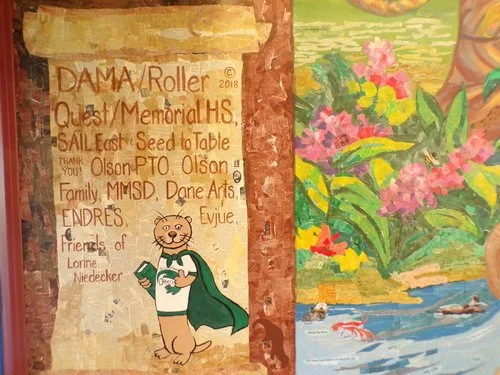 DAMA/Roller © 2018
Quest/Memorial HS,
SAIL East Seed to Table
THANK YOU! Olson PTO, Olson
Family, MMSD, Dane Arts,
ENDRES, Evjue,
Friends of
Lorine
Niedecker